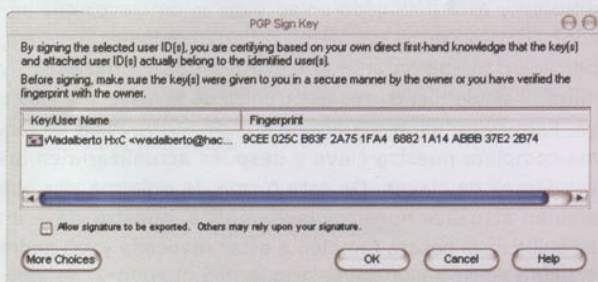 PGP Sign Key
By signing the selected user ID(s), you are certifying based on your own direct first-hand knowledge that the key(s)
and attached user ID(s) actually belong to the identified user(s).
Before signing, make sure the key(s) were given to you in a secure manner by the owner or you have verified the
fingerprint with the owner.
Key/User Name Fingerprint
Wadalberto HxC <wadalberto@hac... 9CEE 025C B83F 2A75 1FA4 6862 1A14 ABBB 37E2 2B74
Allow signature to be exported. Others may rely upon your signature.
More Choices OK Cancel Help